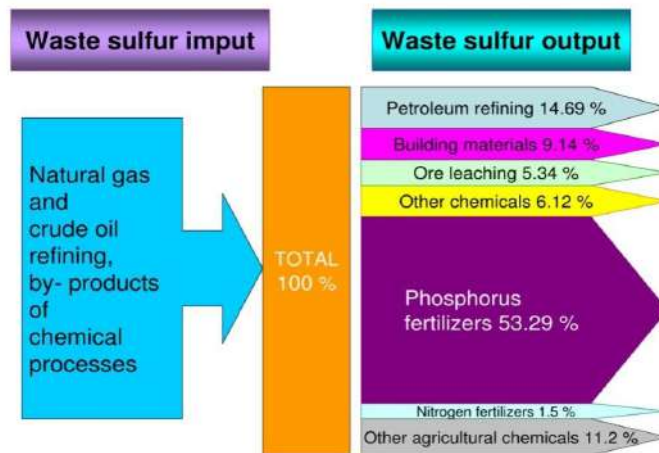 Waste sulfur imput
Waste sulfur output
Natural gas
and
crude oil
refining,
by- products
of
chemical
processes
TOTAL
100 %
Petroleum refining 14.69 %
Building materials 9.14 %
Ore leaching 5.34 %
Other chemicals 6.12 %
Phosphorus
fertilizers 53.29 %
Nitrogen fertilizers 1.5 %
Other agricultural chemicals 11.2 %